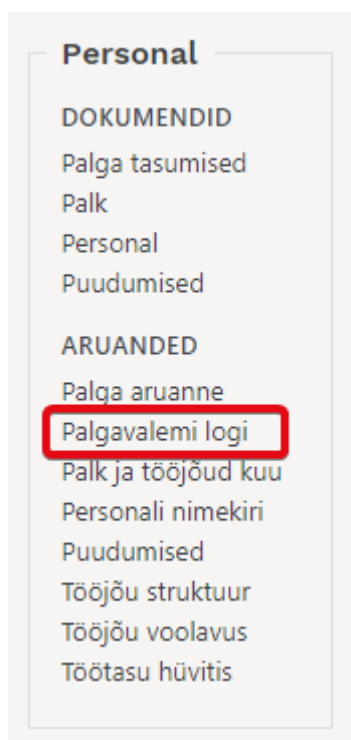 Personal
DOKUMENDID
Palga tasumised
Palk
Personal
Puudumised
ARUANDED
Palga aruanne
Palgavalemi logi
Palk ja tööjõud kuu
Personali nimekiri
Puudumised
Tööjõu struktuur
Tööjõu voolavus
Töötasu hüvitis